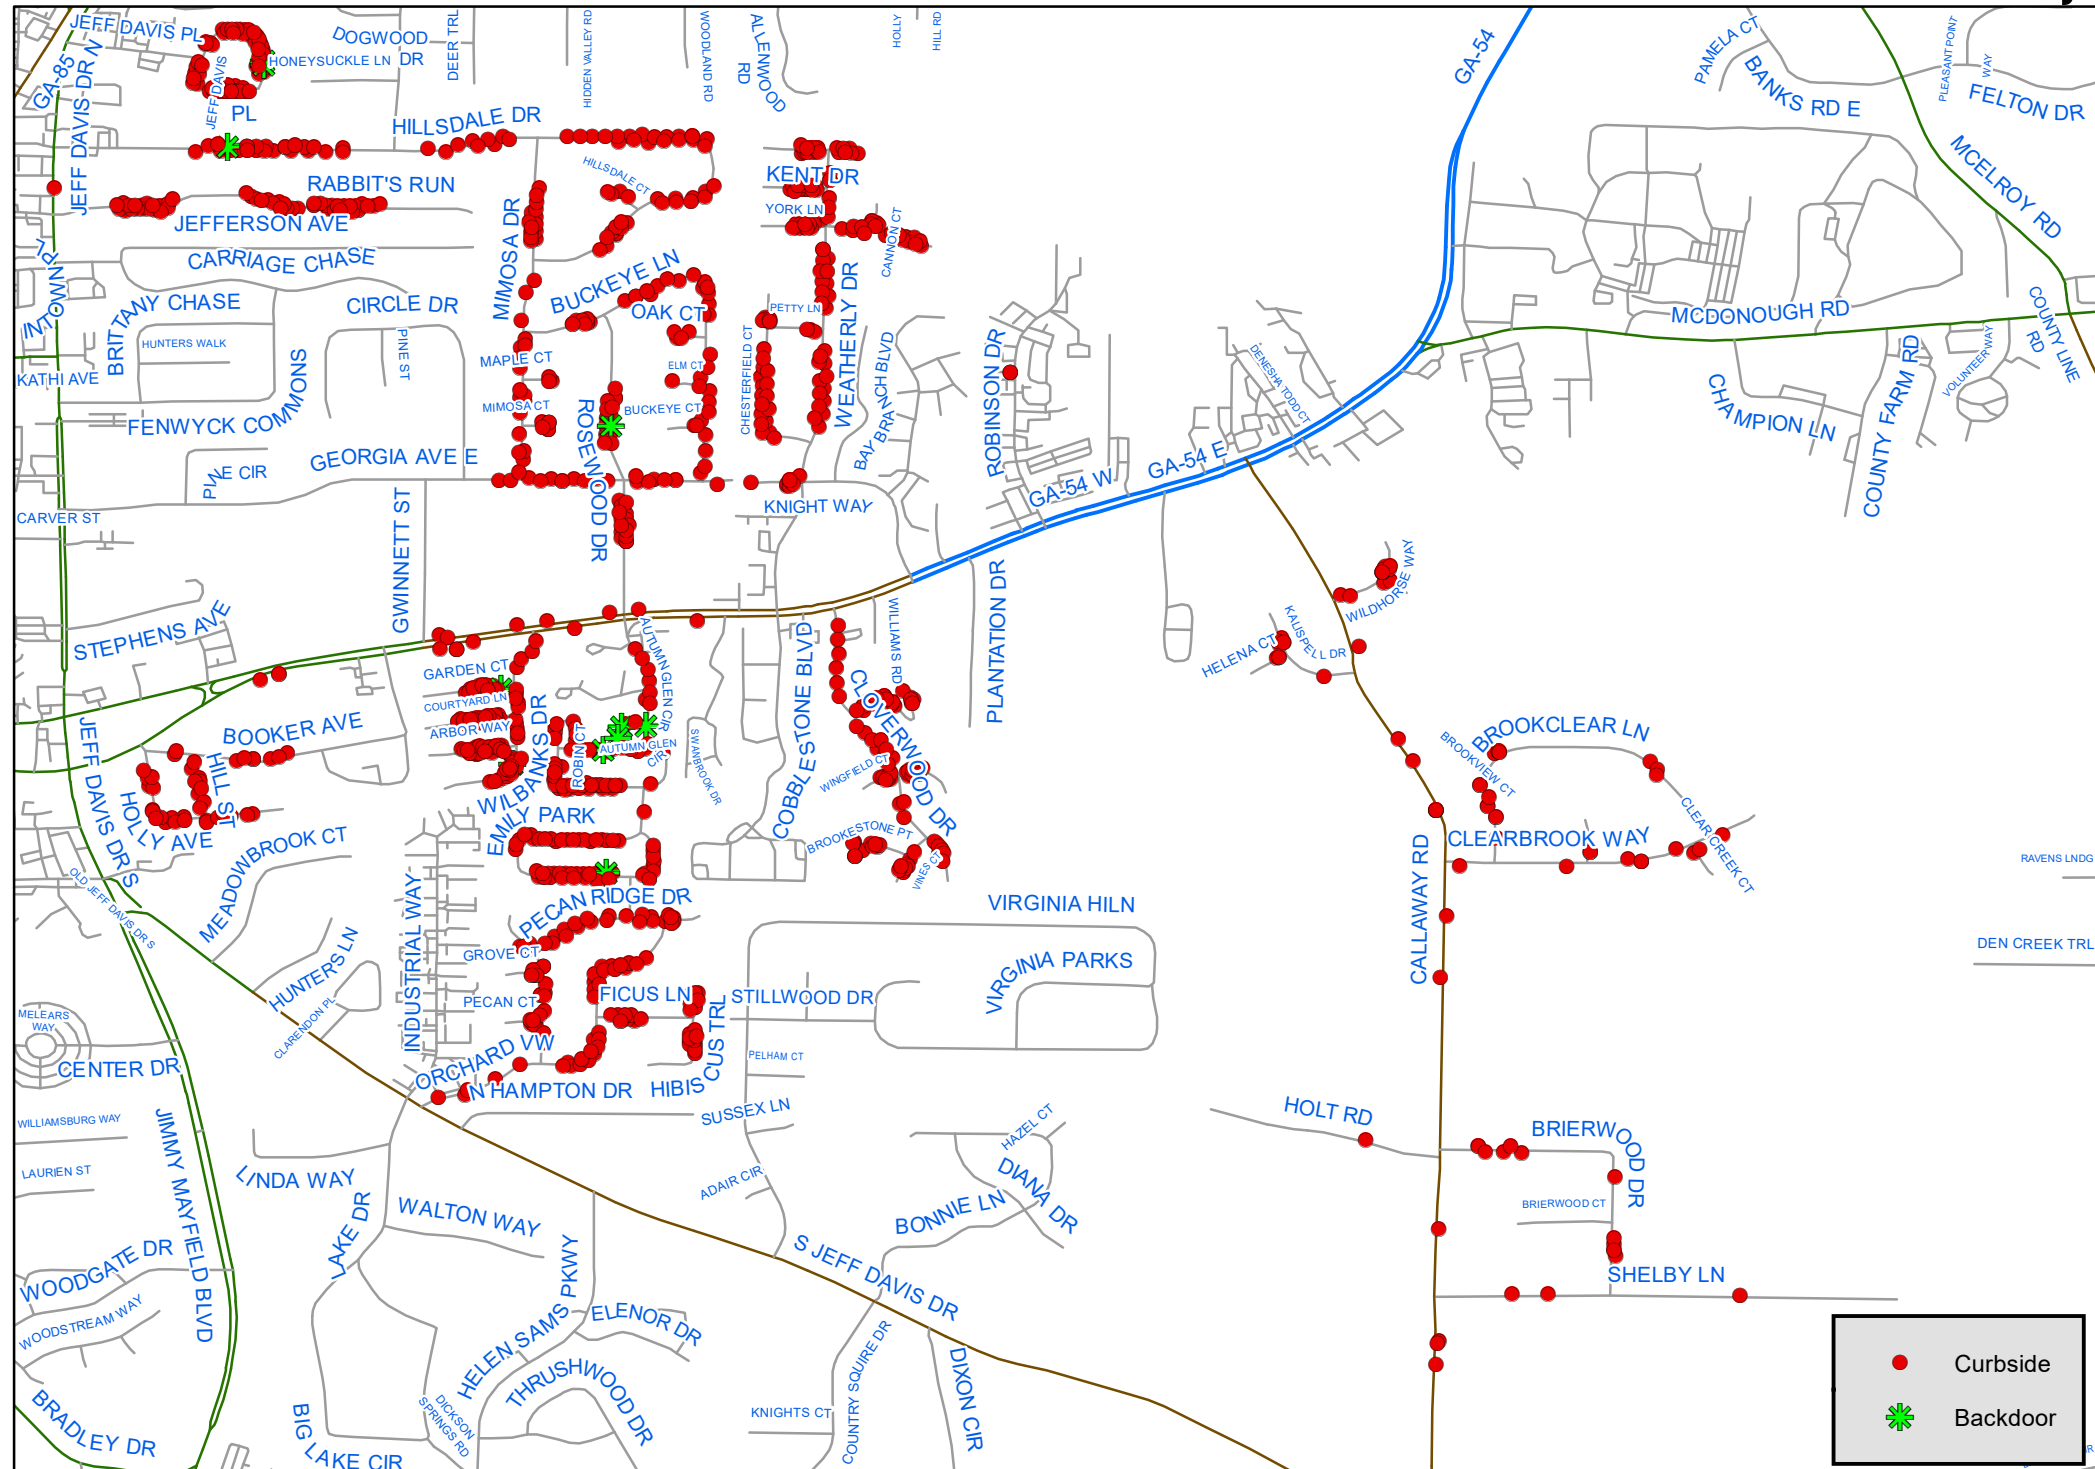 JEFF DAVIS PL
DOGWOOD
DR
HONEYSUCKLE LN
DEER TRL
HIDDEN VALLEY RD
WOODLAND RD
ALLENWOOD
RD
HOLLY
HILL RD
GA-85
JEFF DAVIS DR N
JEFF DAVIS
PL
HILLSDALE DR
HILLSDALE CT
RABBIT'S RUN
JEFFERSON AVE
CARRIAGE CHASE
BRITTANY CHASE
CIRCLE DR
HUNTERS WALK
PINE ST
INTOWN
KATHI AVE
FENWYCK COMMONS
PINE CIR
GEORGIA AVE E
CARVER ST
GWINNETT ST
MIMOSA DR
BUCKEYE LN
OAK CT
MAPLE CT
ELM CT
MIMOSA CT
BUCKEYE CT
ROSEWOOD DR
KENT DR
YORK LN
CANNON CT
PETTY LN
CHESTERFIELD CT
WEATHERLY DR
BAY BRANCH BLVD
KNIGHT WAY
ROBINSON DR
GA-54
GA-54 W
GA-54 E
DENESHA TODD CT
PAMELA CT
BANKS RD E
PLEASANT POINT
WAY
FELTON DR
MCELROY RD
MCDONOUGH RD
COUNTY LINE
RD
CHAMPION LN
COUNTY FARM RD
VOLUNTEER WAY
STEPHENS AVE
BOOKER AVE
HILL ST
HOLLY AVE
JEFF DAVIS DR S
OLD JEFF DAVIS DR S
MEADOWBROOK CT
GARDEN CT
COURTYARD LN
ARBOR WAY
WILBANKS DR
ROBIN CT
AUTUMN GLEN CIR
AUTUMN GLEN
CIR
SWANBROOK DR
COBBLESTONE BLVD
WILLIAMS RD
CLOVERWOOD DR
WINGFIELD CT
BROOKESTONE PT
VINES CT
PLANTATION DR
EMILY PARK
PECAN RIDGE DR
GROVE CT
PECAN CT
FICUS LN
ORCHARD VW
N HAMPTON DR
HIBISCUS TRL
INDUSTRIAL WAY
HUNTERS LN
CLARENDON PL
VIRGINIA HILN
VIRGINIA PARKS
STILLWOOD DR
PELHAM CT
SUSSEX LN
ADAIR CIR
HAZEL CT
DIANA DR
BONNIE LN
WILDHORSE WAY
KALISPELL DR
HELENA CT
BROOKCLEAR LN
BROOKVIEW CT
CLEARBROOK WAY
CLEAR CREEK CT
CALLAWAY RD
RAVENS LNDG
DEN CREEK TRL
HOLT RD
BRIERWOOD DR
BRIERWOOD CT
SHELBY LN
MELEARS
WAY
CENTER DR
WILLIAMSBURG WAY
LAURIEN ST
JIMMY MAYFIELD BLVD
LINDA WAY
LAKE DR
WALTON WAY
HELEN SAMS PKWY
ELENOR DR
THRUSHWOOD DR
DICKSON
SPRINGS RD
BIG
LAKE CIR
WOODGATE DR
WOODSTREAM WAY
BRADLEY DR
S JEFF DAVIS DR
COUNTRY SQUIRE DR
KNIGHTS CT
DIXON CIR
Curbside
Backdoor